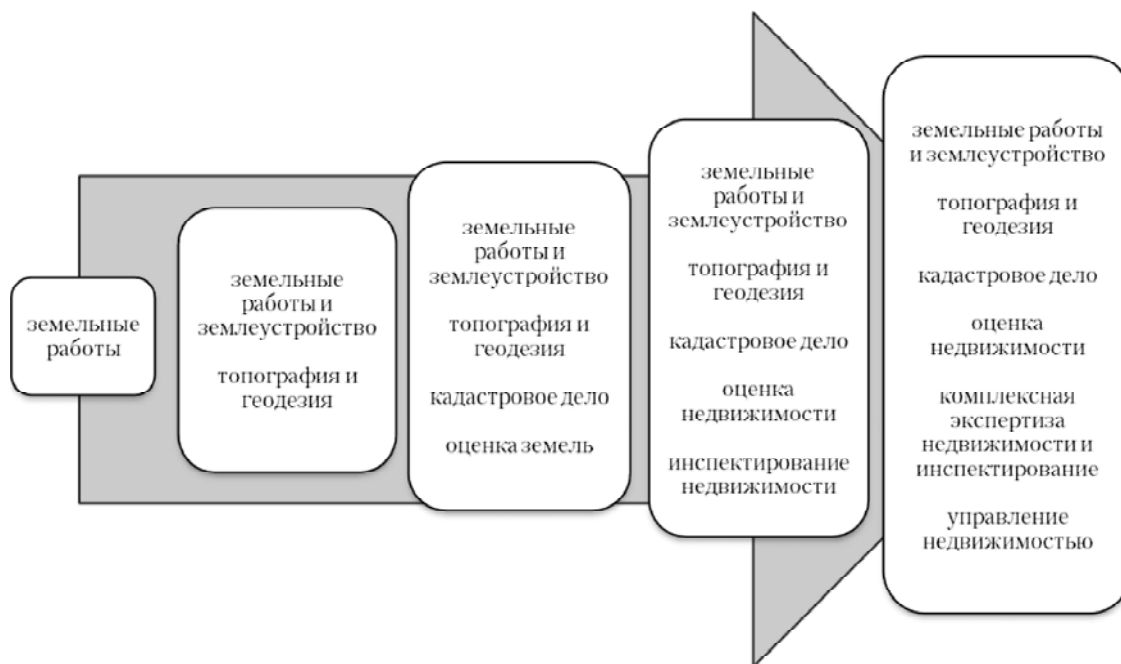 земельные
работы
земельные
работы и
землеустройство
топография и
геодезия
земельные
работы и
землеустройство
топография и
геодезия
кадастровое дело
оценка земель
земельные
работы и
землеустройство
топография и
геодезия
кадастровое дело
оценка
недвижимости
инспектирование
недвижимости
земельные работы
и землеустройство
топография и
геодезия
кадастровое дело
оценка
недвижимости
комплексная
экспертиза
недвижимости и
инспектирование
управление
недвижимостью